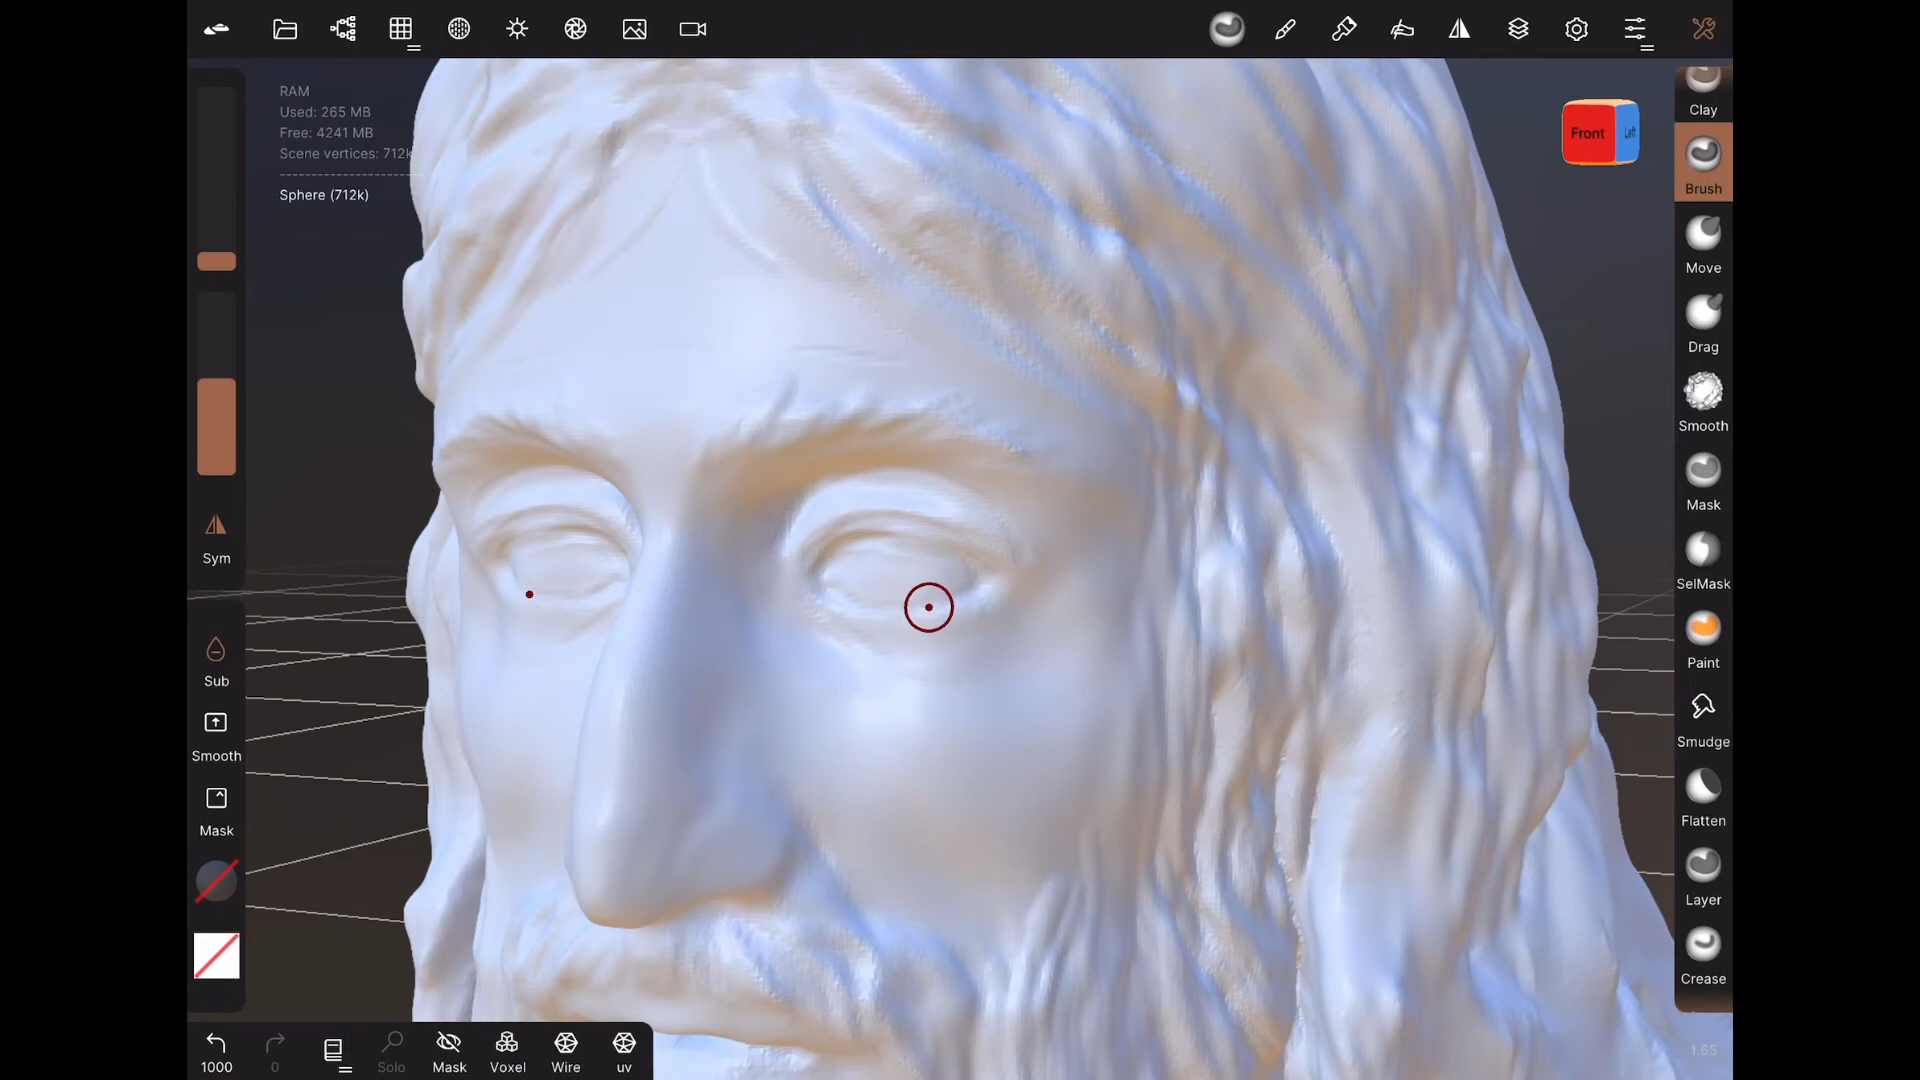 RAM
Used: 265 MB
Free: 4241 MB
Scene vertices: 712k
Sphere (712k)
Front
Left
Clay
Brush
Move
Drag
Smooth
Mask
SelMask
Paint
Smudge
Flatten
Layer
Crease
1.65
Sym
Sub
Smooth
Mask
1000
0
Solo
Mask
Voxel
Wire
uv